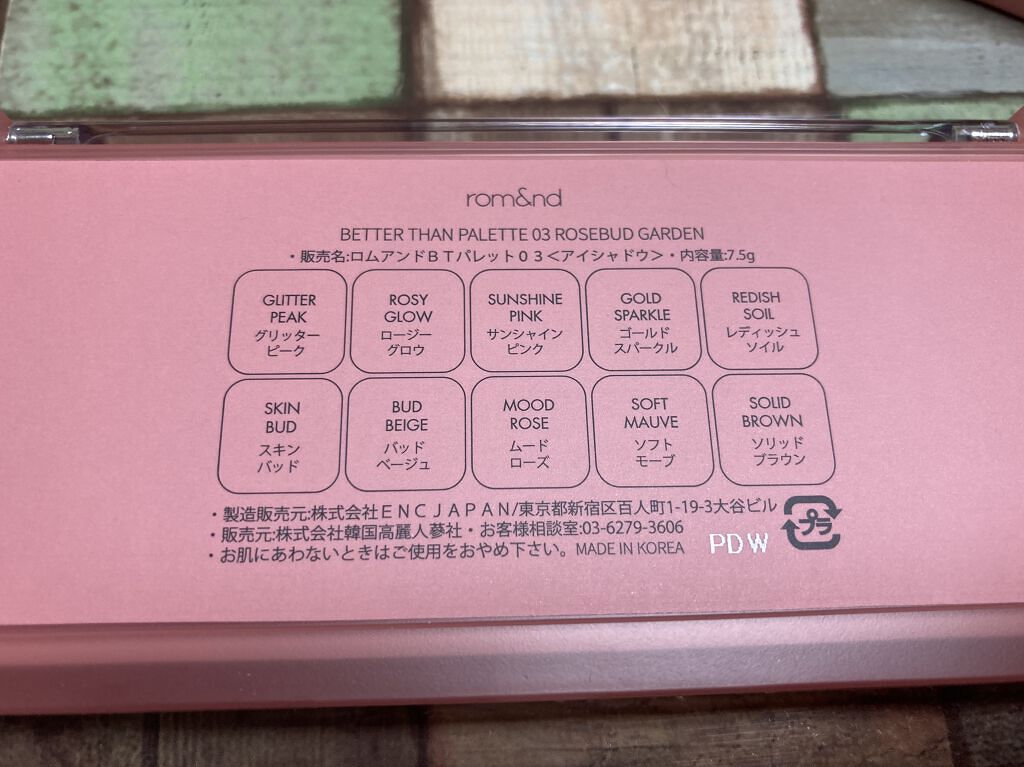 rom&nd
BETTER THAN PALETTE 03 ROSEBUD GARDEN
・販売名:ロムアンドＢＴパレット０３＜アイシャドウ＞・内容量:7.5g
GLITTER
PEAK
グリッター
ピーク
ROSY
GLOW
ロージー
グロウ
SUNSHINE
PINK
サンシャイン
ピンク
GOLD
SPARKLE
ゴールド
スパークル
REDISH
SOIL
レディッシュ
ソイル
SKIN
BUD
スキン
バッド
BUD
BEIGE
バッド
ベージュ
MOOD
ROSE
ムード
ローズ
SOFT
MAUVE
ソフト
モーブ
SOLID
BROWN
ソリッド
ブラウン
・製造販売元:株式会社ＥＮＣＪＡＰＡＮ/東京都新宿区百人町1-19-3大谷ビル
・販売元:株式会社韓国高麗人蔘社・お客様相談室:03-6279-3606
・お肌にあわないときはご使用をおやめ下さい。MADE IN KOREA
PDW
プラ